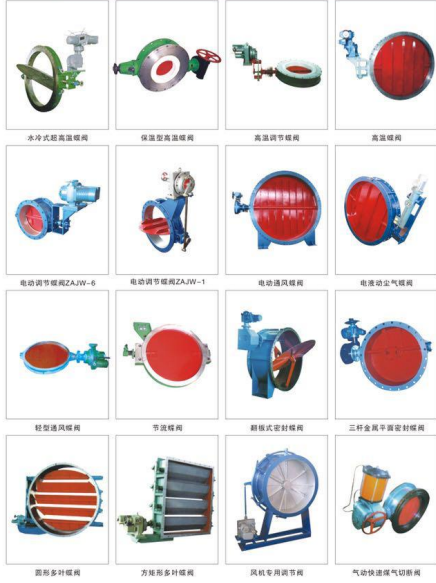 水冷式超高温蝶阀
保温型高温蝶阀
高温调节蝶阀
高温蝶阀
电动调节蝶阀ZAJW-6
电动调节蝶阀ZAJW-1
电动通风蝶阀
电液动尘气蝶阀
轻型通风蝶阀
节流蝶阀
翻板式密封蝶阀
三杆金属平面密封蝶阀
圆形多叶蝶阀
方矩形多叶蝶阀
风机专用调节阀
气动快速煤气切断阀